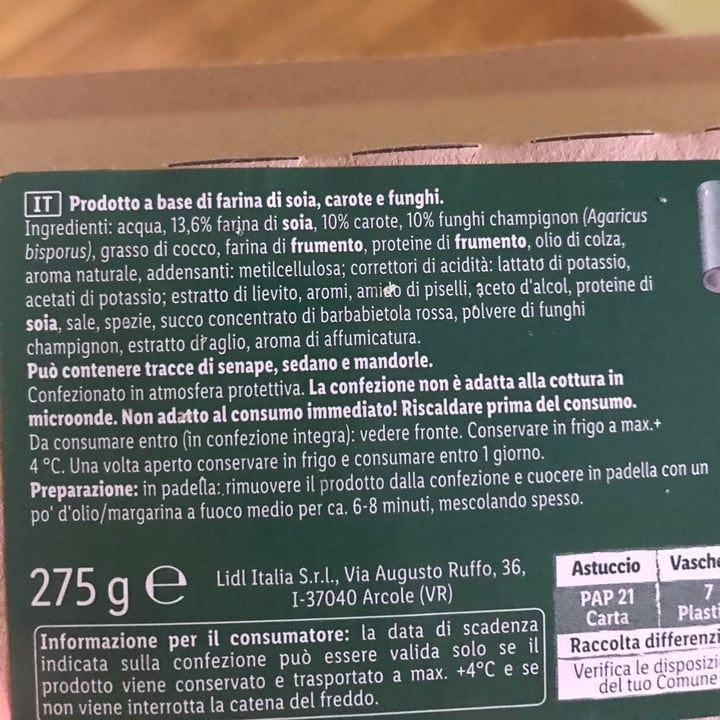 IT Prodotto a base di farina di soia, carote e funghi.
Ingredienti: acqua, 13,6% farina di soia, 10% carote, 10% funghi champignon (Agaricus
bisporus), grasso di cocco, farina di frumento, proteine di frumento, olio di colza,
aroma naturale, addensanti: metilcellulosa; correttori di acidità: lattato di potassio,
acetati di potassio; estratto di lievito, aromi, amido di piselli, aceto d'alcol, proteine di
soia, sale, spezie, succo concentrato di barbabietola rossa, polvere di funghi
champignon, estratto di aglio, aroma di affumicatura.
Può contenere tracce di senape, sedano e mandorle.
Confezionato in atmosfera protettiva. La confezione non è adatta alla cottura in
microonde. Non adatto al consumo immediato! Riscaldare prima del consumo.
Da consumare entro (in confezione integra): vedere fronte. Conservare in frigo a max.+
4 °C. Una volta aperto conservare in frigo e consumare entro 1 giorno.
Preparazione: in padella: rimuovere il prodotto dalla confezione e cuocere in padella con un
po' d'olio/margarina a fuoco medio per ca. 6-8 minuti, mescolando spesso.
275 g e
Lidl Italia S.r.l., Via Augusto Ruffo, 36,
I-37040 Arcole (VR)
Informazione per il consumatore: la data di scadenza
indicata sulla confezione può essere valida solo se il
prodotto viene conservato e trasportato a max. +4°C e se
non viene interrotta la catena del freddo.
Astuccio Vasche
PAP 21 7
Carta Plasti
Raccolta differenzi
Verifica le disposizi
del tuo Comune